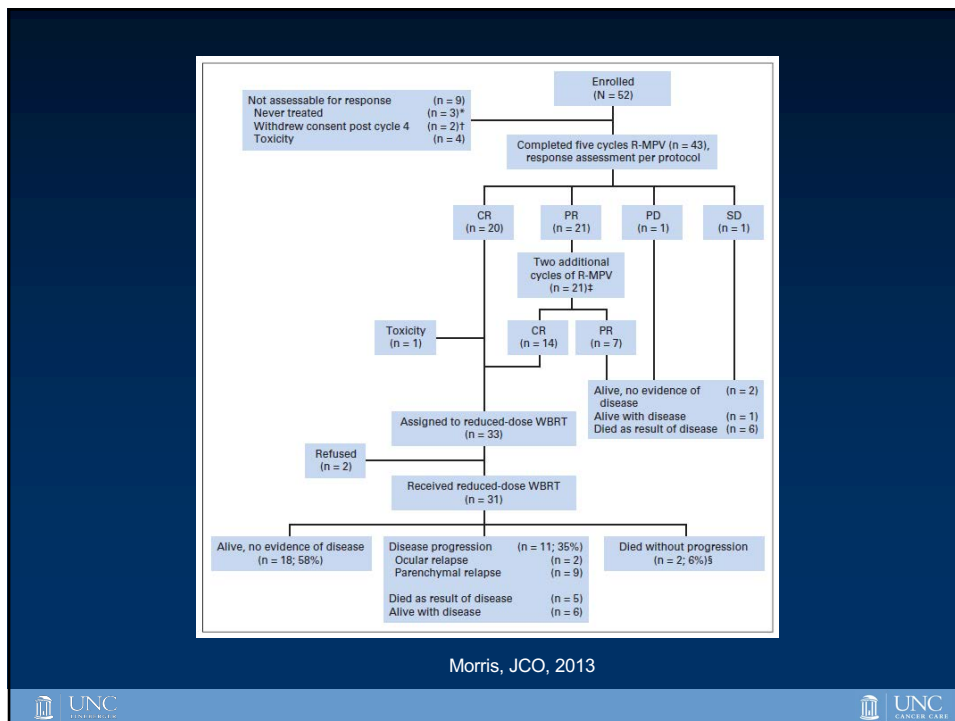 Enrolled
(N = 52)
Not assessable for response (n = 9)
Never treated (n = 3)*
Withdrew consent post cycle 4 (n = 2)†
Toxicity (n = 4)
Completed five cycles R-MPV (n = 43),
response assessment per protocol
CR
(n = 20)
PR
(n = 21)
PD
(n = 1)
SD
(n = 1)
Two additional
cycles of R-MPV
(n = 21)‡
Toxicity
(n = 1)
CR
(n = 14)
PR
(n = 7)
Alive, no evidence of (n = 2)
disease
Alive with disease (n = 1)
Died as result of disease (n = 6)
Assigned to reduced-dose WBRT
(n = 33)
Refused
(n = 2)
Received reduced-dose WBRT
(n = 31)
Alive, no evidence of disease
(n = 18; 58%)
Disease progression (n = 11; 35%)
Ocular relapse (n = 2)
Parenchymal relapse (n = 9)
Died as result of disease (n = 5)
Alive with disease (n = 6)
Died without progression
(n = 2; 6%)§
Morris, JCO, 2013
UNC
LINEBERGER
UNC
CANCER CARE